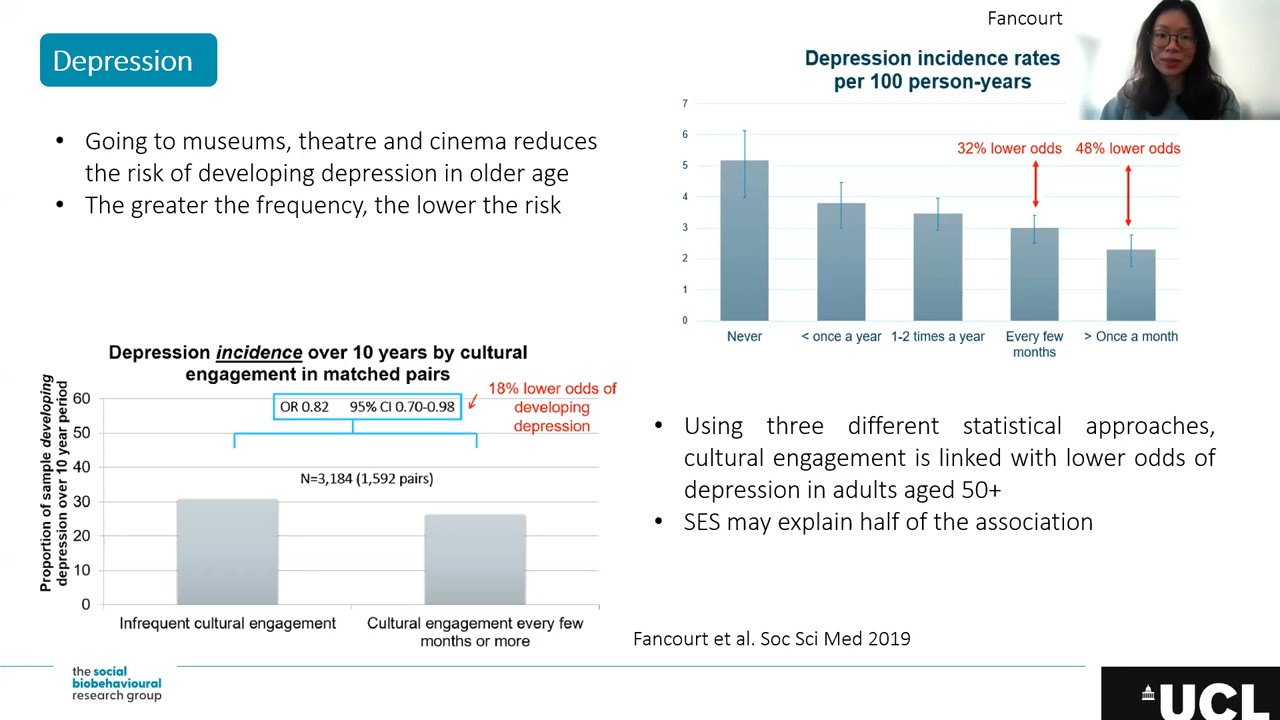 Fancourt
Depression
Depression incidence rates
per 100 person-years
7
6
5
4
3
2
1
0
32% lower odds
48% lower odds
Never
< once a year
1-2 times a year
Every few
months
> Once a month
• Going to museums, theatre and cinema reduces
the risk of developing depression in older age
• The greater the frequency, the lower the risk
Depression incidence over 10 years by cultural
engagement in matched pairs
Proportion of sample developing
depression over 10 year period
60
50
40
30
20
10
0
OR 0.82 95% CI 0.70-0.98
18% lower odds of
developing
depression
N=3,184 (1,592 pairs)
Infrequent cultural engagement
Cultural engagement every few
months or more
• Using three different statistical approaches,
cultural engagement is linked with lower odds of
depression in adults aged 50+
• SES may explain half of the association
Fancourt et al. Soc Sci Med 2019
the social
biobehavioural
research group
UCL